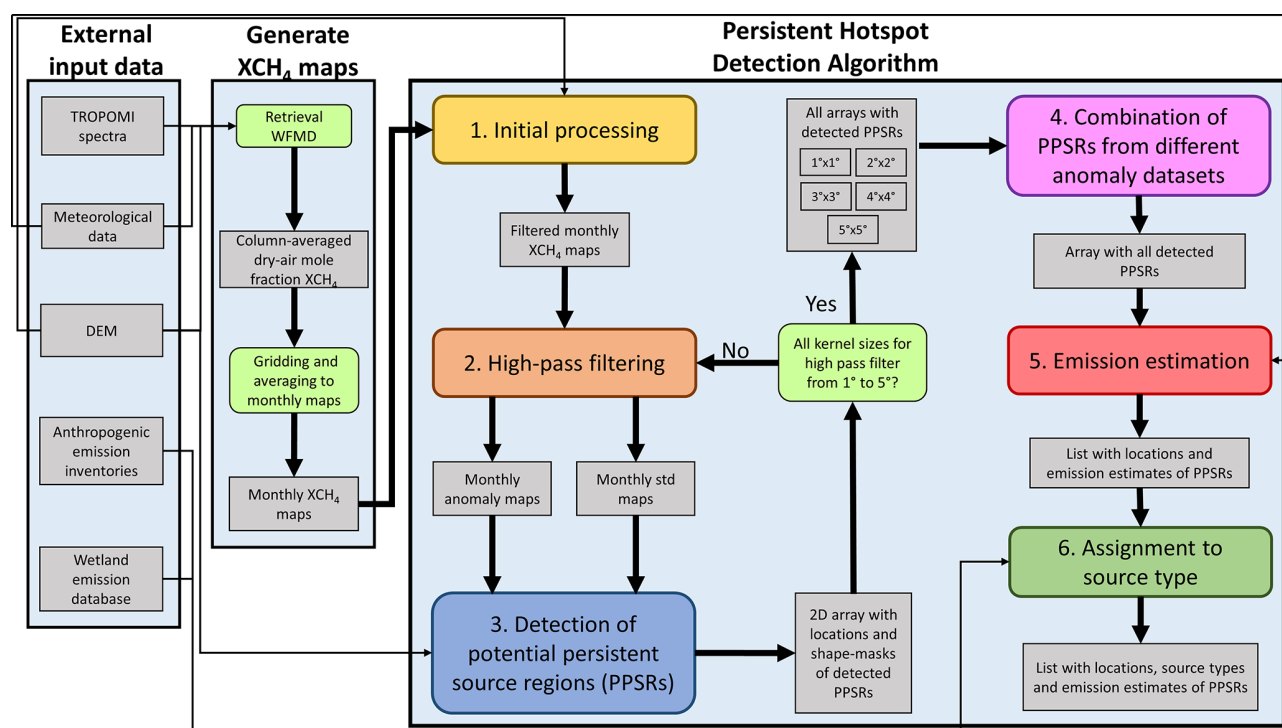 External
input data
TROPOMI
spectra
Meteorological
data
DEM
Anthropogenic
emission
inventories
Wetland
emission
database
Generate
XCH₄ maps
Retrieval
WFMD
Column-averaged
dry-air mole
fraction XCH₄
Gridding and
averaging to
monthly maps
Monthly XCH₄
maps
Persistent Hotspot
Detection Algorithm
1. Initial processing
Filtered monthly
XCH₄ maps
2. High-pass filtering
Monthly
anomaly maps
Monthly std
maps
3. Detection of
potential persistent
source regions (PPSRs)
2D array with
locations and
shape-masks
of detected
PPSRs
All kernel sizes for
high pass filter
from 1° to 5°?
No
Yes
All arrays with
detected PPSRs
1°x1°
2°x2°
3°x3°
4°x4°
5°x5°
4. Combination of
PPSRs from different
anomaly datasets
Array with all detected
PPSRs
5. Emission estimation
List with locations and
emission estimates of PPSRs
6. Assignment to
source type
List with locations, source types
and emission estimates of PPSRs